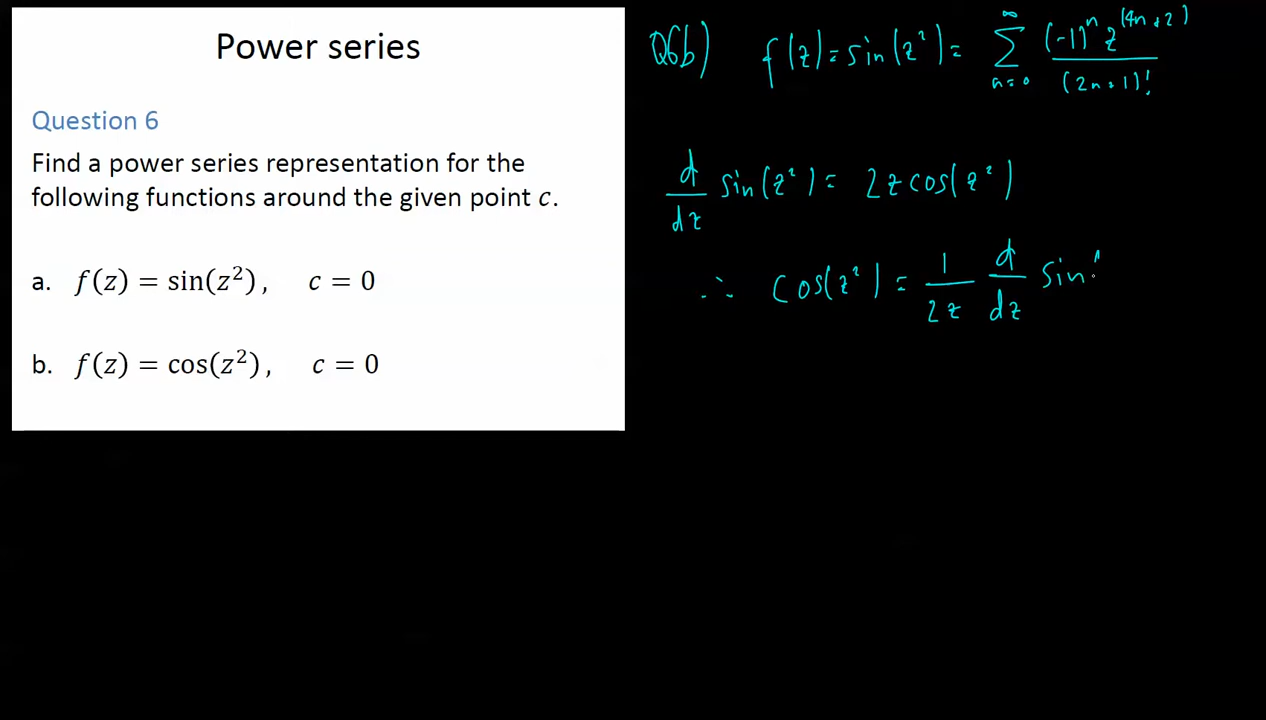 Power series
Question 6
Find a power series representation for the
following functions around the given point c.
a. f(z) = sin(z²), c = 0
b. f(z) = cos(z²), c = 0
Q6b) f(z) = sin(z²) = ∑_{n=0}^{∞} (-1)ⁿ z^(4n+2) / (2n+1)!
d/dz sin(z²) = 2z cos(z²)
∴ cos(z²) = 1/2z d/dz sin